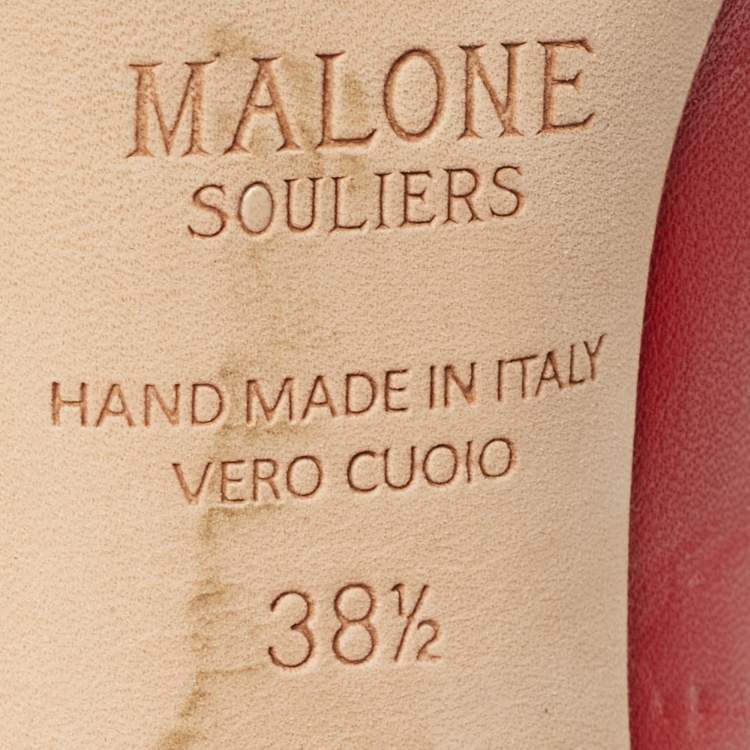 MALONE
SOULIERS
HAND MADE IN ITALY
VERO CUOIO
38½